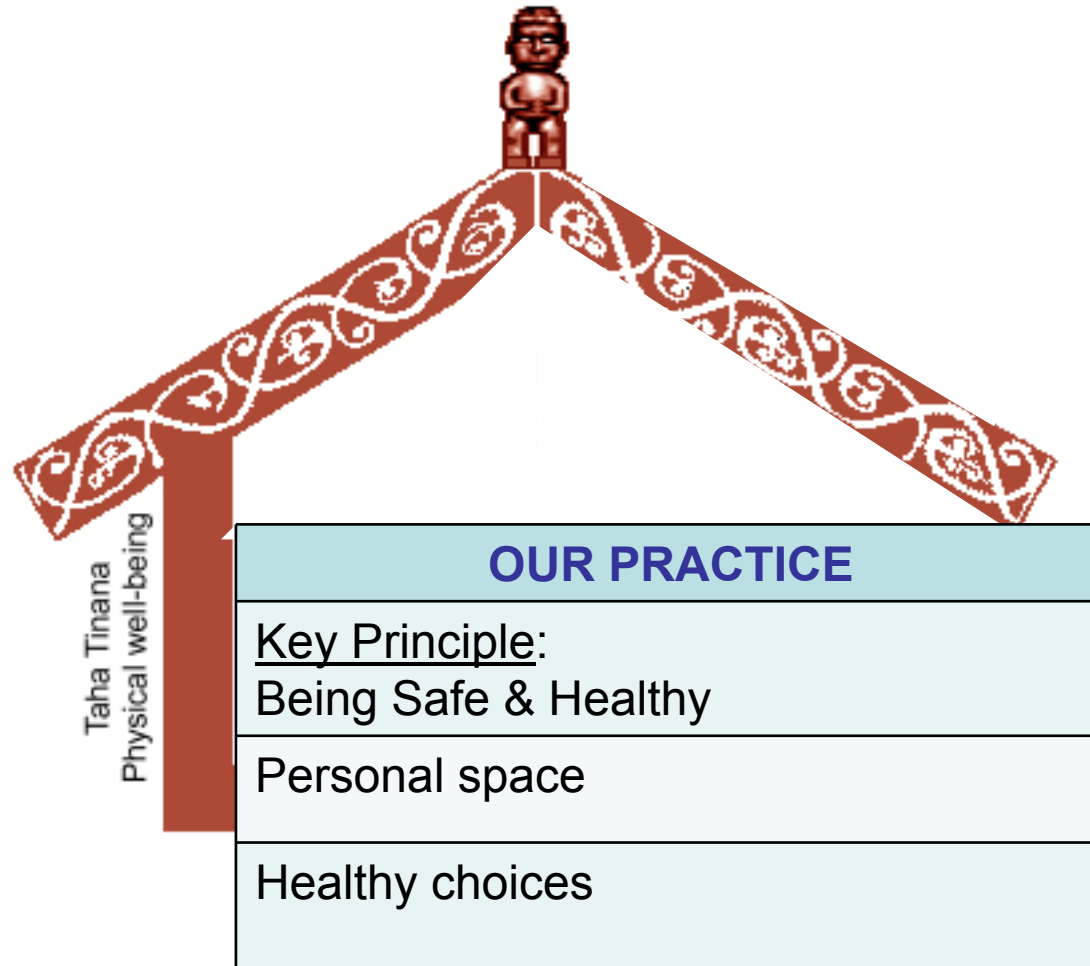 Taha Tinana
Physical well-being
OUR PRACTICE
Key Principle:
Being Safe & Healthy
Personal space
Healthy choices